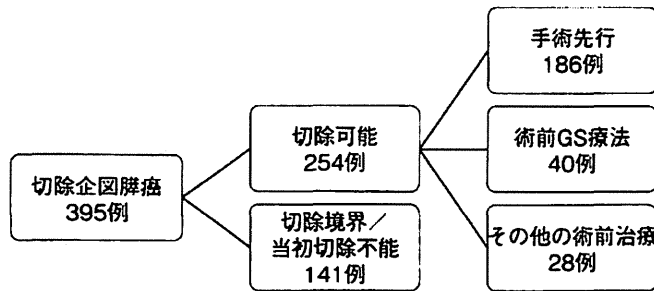 切除企図膵癌
395例
切除可能
254例
切除境界/
当初切除不能
141例
手術先行
186例
術前GS療法
40例
その他の術前治療
28例